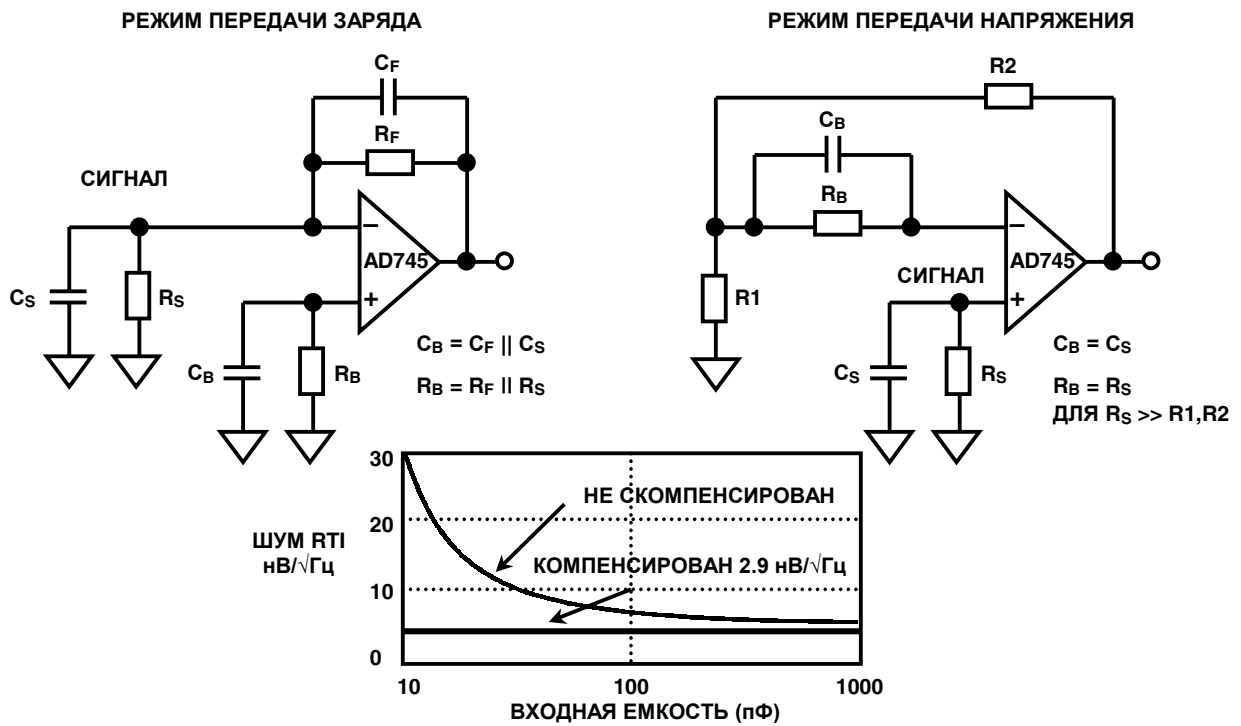 РЕЖИМ ПЕРЕДАЧИ ЗАРЯДА
CF
RF
СИГНАЛ
–
AD745
+
CS
RS
CB
RB
CB = CF || CS
RB = RF || RS
РЕЖИМ ПЕРЕДАЧИ НАПРЯЖЕНИЯ
R2
CB
RB
–
AD745
+
СИГНАЛ
R1
CS
RS
CB = CS
RB = RS
ДЛЯ RS >> R1,R2
30
20
10
0
ШУМ RTI
нВ/√Гц
НЕ СКОМПЕНСИРОВАН
КОМПЕНСИРОВАН 2.9 нВ/√Гц
10
100
1000
ВХОДНАЯ ЕМКОСТЬ (пФ)